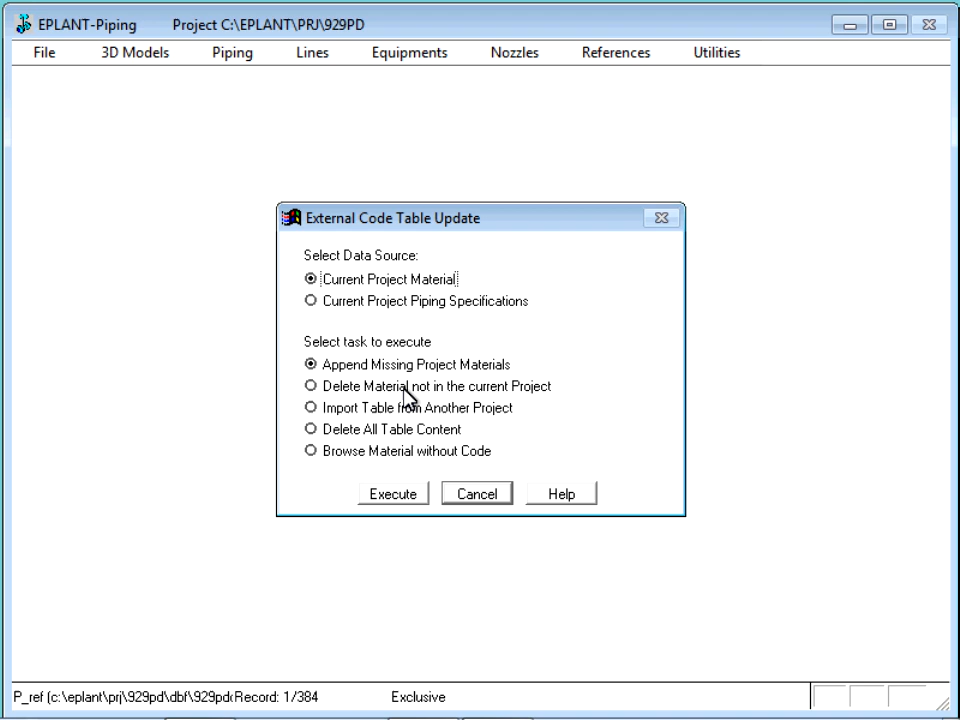 EPLANT-Piping Project C:\EPLANT\PRJ\929PD
File 3D Models Piping Lines Equipments Nozzles References Utilities
External Code Table Update
Select Data Source:
Current Project Material
Current Project Piping Specifications
Select task to execute
Append Missing Project Materials
Delete Material not in the current Project
Import Table from Another Project
Delete All Table Content
Browse Material without Code
Execute Cancel Help
P_ref (c:\eplant\prj\929pd\dbf\929pd Record: 1/384 Exclusive